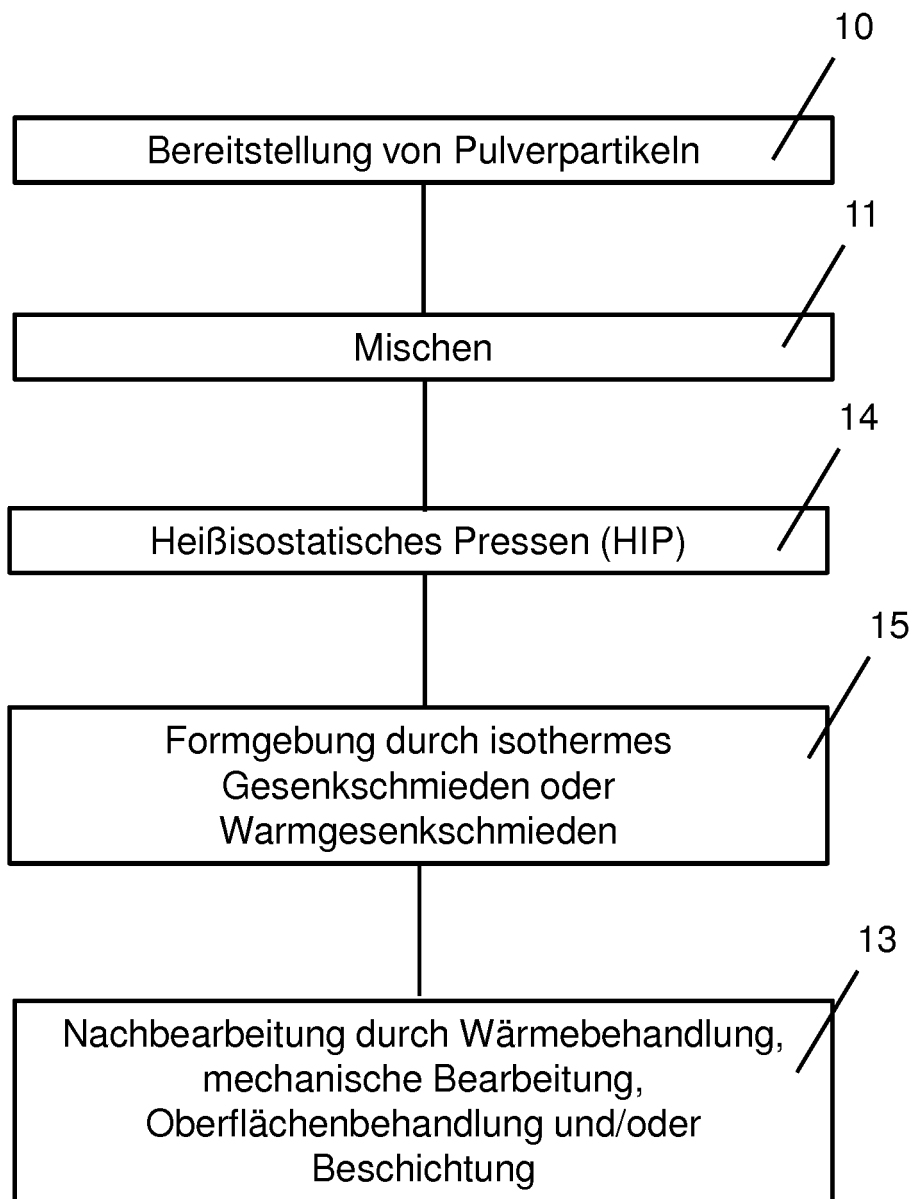 10
Bereitstellung von Pulverpartikeln
11
Mischen
14
Heißisostatisches Pressen (HIP)
15
Formgebung durch isothermes
Gesenkschmieden oder
Warmgesenkschmieden
13
Nachbearbeitung durch Wärmebehandlung,
mechanische Bearbeitung,
Oberflächenbehandlung und/oder
Beschichtung